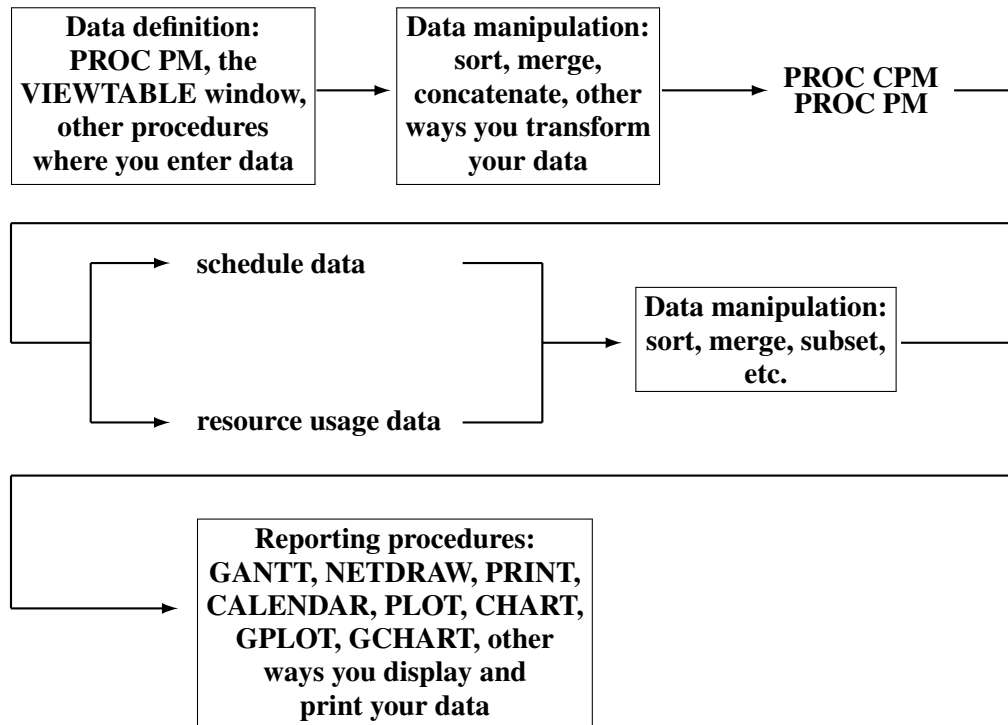 Data definition:
PROC PM, the
VIEWTABLE window,
other procedures
where you enter data
Data manipulation:
sort, merge,
concatenate, other
ways you transform
your data
PROC CPM
PROC PM
schedule data
resource usage data
Data manipulation:
sort, merge, subset,
etc.
Reporting procedures:
GANTT, NETDRAW, PRINT,
CALENDAR, PLOT, CHART,
GPLOT, GCHART, other
ways you display and
print your data